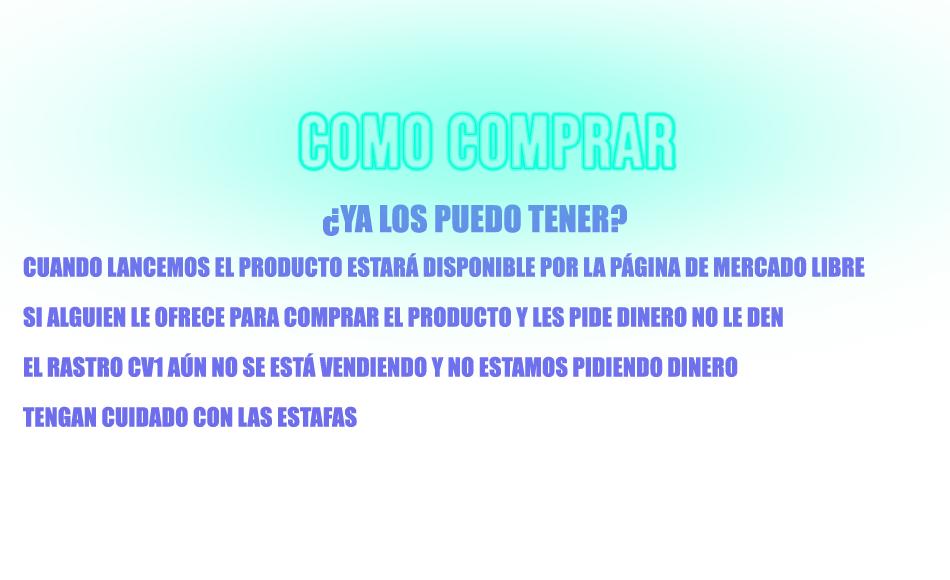 COMO COMPRAR
¿YA LOS PUEDO TENER?
CUANDO LANCEMOS EL PRODUCTO ESTARÁ DISPONIBLE POR LA PÁGINA DE MERCADO LIBRE
SI ALGUIEN LE OFRECE PARA COMPRAR EL PRODUCTO Y LES PIDE DINERO NO LE DEN
EL RASTRO CV1 AÚN NO SE ESTÁ VENDIENDO Y NO ESTAMOS PIDIENDO DINERO
TENGAN CUIDADO CON LAS ESTAFAS